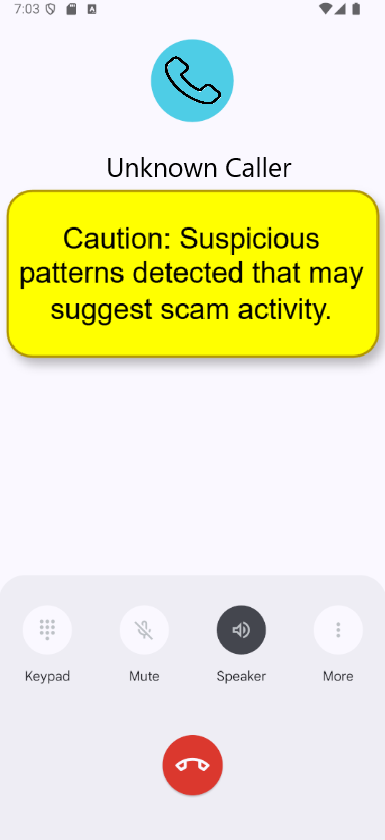 7:03
Unknown Caller
Caution: Suspicious
patterns detected that may
suggest scam activity.
Keypad Mute Speaker More